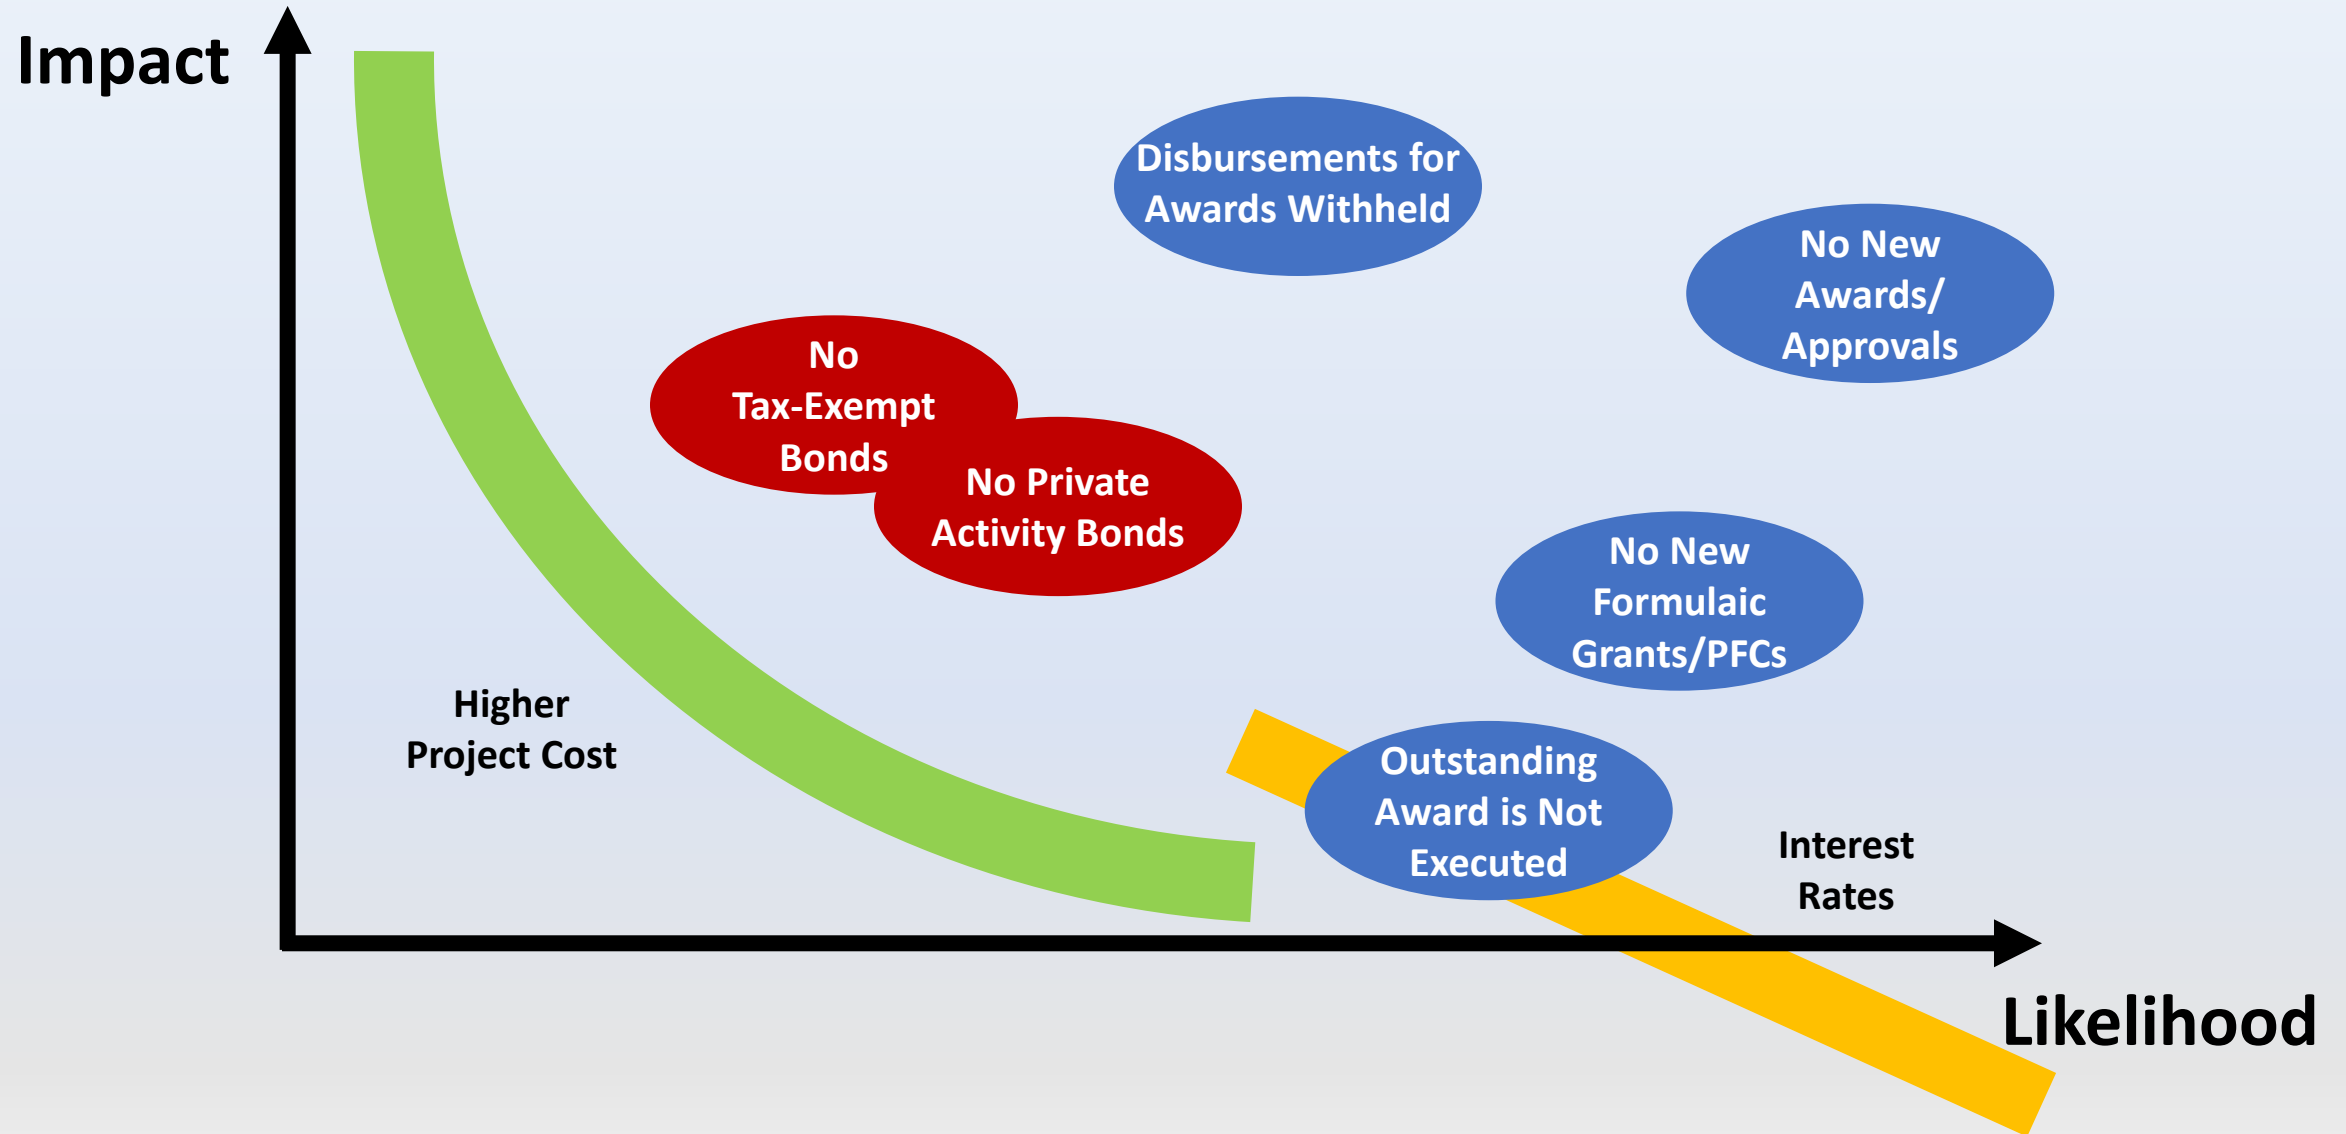 Impact
Disbursements for
Awards Withheld
No New
Awards/
Approvals
No
Tax-Exempt
Bonds
No Private
Activity Bonds
No New
Formulaic
Grants/PFCs
Higher
Project Cost
Outstanding
Award is Not
Executed
Interest
Rates
Likelihood